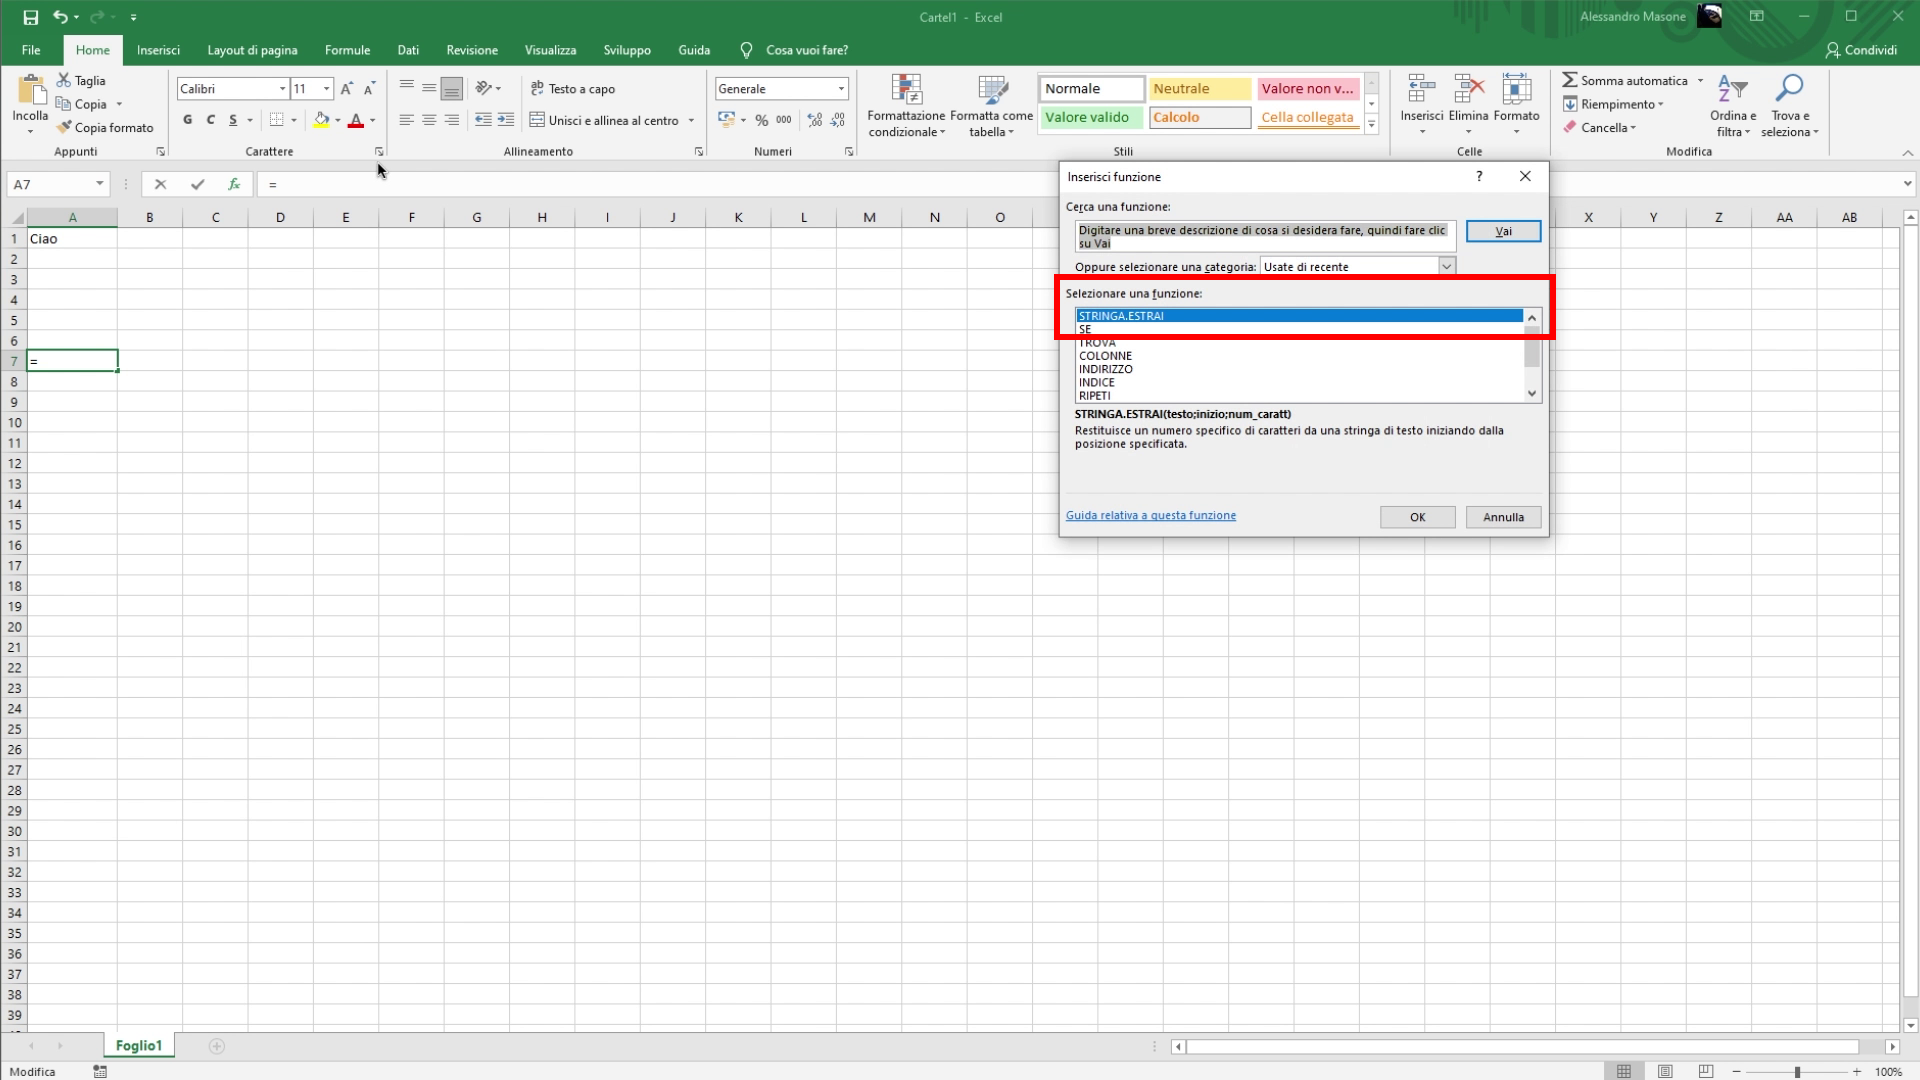 Cartel1 - Excel
Alessandro Masone
File Home Inserisci Layout di pagina Formule Dati Revisione Visualizza Sviluppo Guida Cosa vuoi fare? Condividi
Incolla
Taglia
Copia
Copia formato
Appunti
Calibri 11
G C S
Carattere
Testo a capo
Unisci e allinea al centro
Allineamento
Generale
% 000
Numeri
Formattazione condizionale
Formatta come tabella
Normale Neutrale Valore non v...
Valore valido Calcolo Cella collegata
Stili
Inserisci Elimina Formato
Celle
Somma automatica
Riempimento
Cancella
Ordina e filtra
Trova e seleziona
Modifica
A7 fx =
A B C D E F G H I J K L M N O X Y Z AA AB
1 Ciao
2
3
4
5
6
7 =
8
9
10
11
12
13
14
15
16
17
18
19
20
21
22
23
24
25
26
27
28
29
30
31
32
33
34
35
36
37
38
39
Inserisci funzione ?
Cerca una funzione:
Digitare una breve descrizione di cosa si desidera fare, quindi fare clic
su Vai
Vai
Oppure selezionare una categoria: Usate di recente
Selezionare una funzione:
STRINGA.ESTRAI
SE
TROVA
COLONNE
INDIRIZZO
INDICE
RIPETI
STRINGA.ESTRAI(testo;inizio;num_caratt)
Restituisce un numero specifico di caratteri da una stringa di testo iniziando dalla
posizione specificata.
Guida relativa a questa funzione
OK Annulla
Foglio1
Modifica
100%